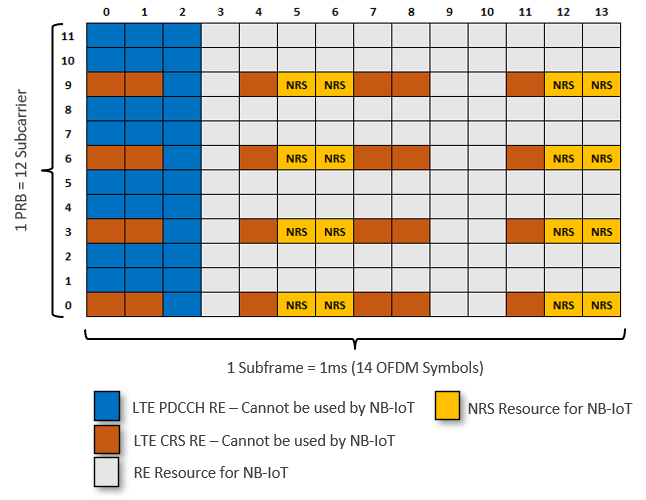 0 1 2 3 4 5 6 7 8 9 10 11 12 13
11
10
9 NRS NRS NRS NRS
8
7
6 NRS NRS NRS NRS
5
4
3 NRS NRS NRS NRS
2
1
0 NRS NRS NRS NRS
1 PRB = 12 Subcarrier
1 Subframe = 1ms (14 OFDM Symbols)
LTE PDCCH RE – Cannot be used by NB-IoT
NRS Resource for NB-IoT
LTE CRS RE – Cannot be used by NB-IoT
RE Resource for NB-IoT